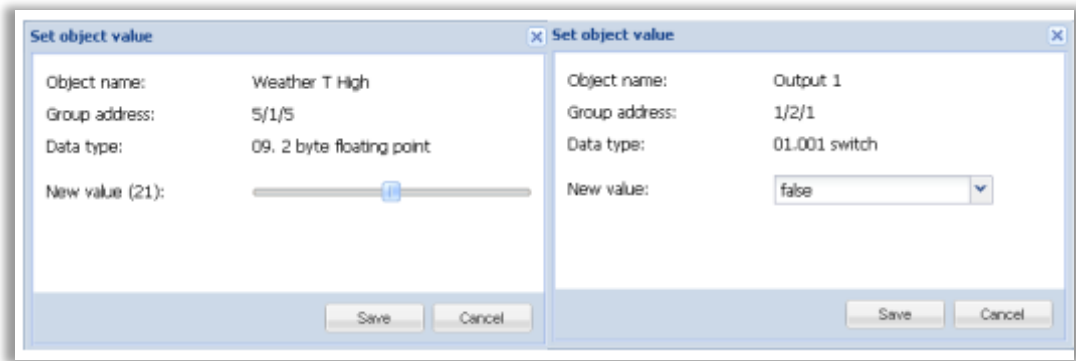 Set object value
Object name: Weather T High
Group address: 5/1/5
Data type: 09. 2 byte floating point
New value (21):
Save Cancel
Set object value
Object name: Output 1
Group address: 1/2/1
Data type: 01.001 switch
New value: false
Save Cancel